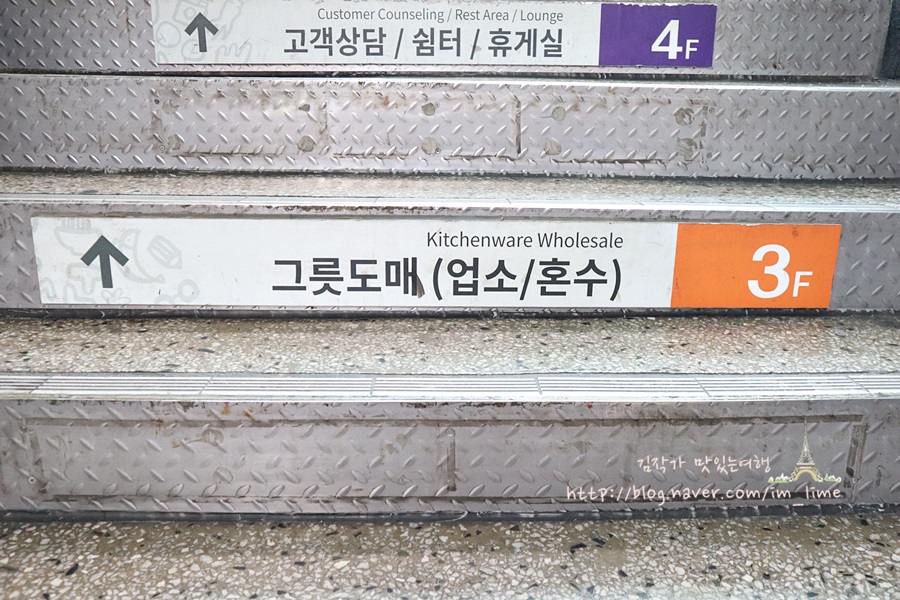 Customer Counseling / Rest Area / Lounge
고객상담 / 쉼터 / 휴게실
4F
Kitchenware Wholesale
그릇도매 (업소/혼수)
3F
김작가 맛있는여행
http://blog.naver.com/im_lime